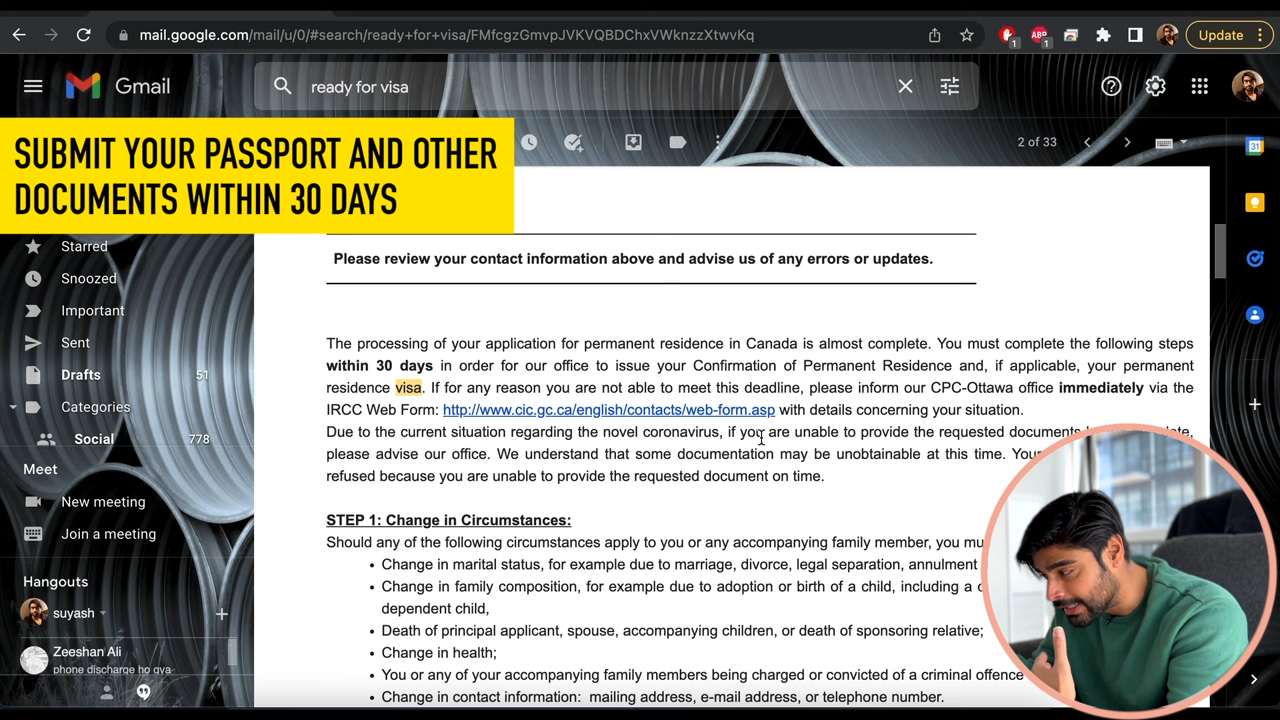 mail.google.com/mail/u/0/#search/ready+for+visa/FMfcgzGmvpJVKVQBDChxVWknzzXtwvKq
1
ABP
1
Update
Gmail
ready for visa
SUBMIT YOUR PASSPORT AND OTHER
DOCUMENTS WITHIN 30 DAYS
2 of 33
31
Starred
Snoozed
Important
Sent
Drafts 51
Categories
Social 778
Meet
New meeting
Join a meeting
Hangouts
suyash
Zeeshan Ali
phone discharge ho gya
Please review your contact information above and advise us of any errors or updates.
The processing of your application for permanent residence in Canada is almost complete. You must complete the following steps
within 30 days in order for our office to issue your Confirmation of Permanent Residence and, if applicable, your permanent
residence visa. If for any reason you are not able to meet this deadline, please inform our CPC-Ottawa office immediately via the
IRCC Web Form: http://www.cic.gc.ca/english/contacts/web-form.asp with details concerning your situation.
Due to the current situation regarding the novel coronavirus, if you are unable to provide the requested documents
please advise our office. We understand that some documentation may be unobtainable at this time.
refused because you are unable to provide the requested document on time.
STEP 1: Change in Circumstances:
Should any of the following circumstances apply to you or any accompanying family member, you
• Change in marital status, for example due to marriage, divorce, legal separation, annulment
• Change in family composition, for example due to adoption or birth of a child, including a
dependent child,
• Death of principal applicant, spouse, accompanying children, or death of sponsoring relative;
• Change in health;
• You or any of your accompanying family members being charged or convicted of a criminal offence
• Change in contact information: mailing address, e-mail address, or telephone number.